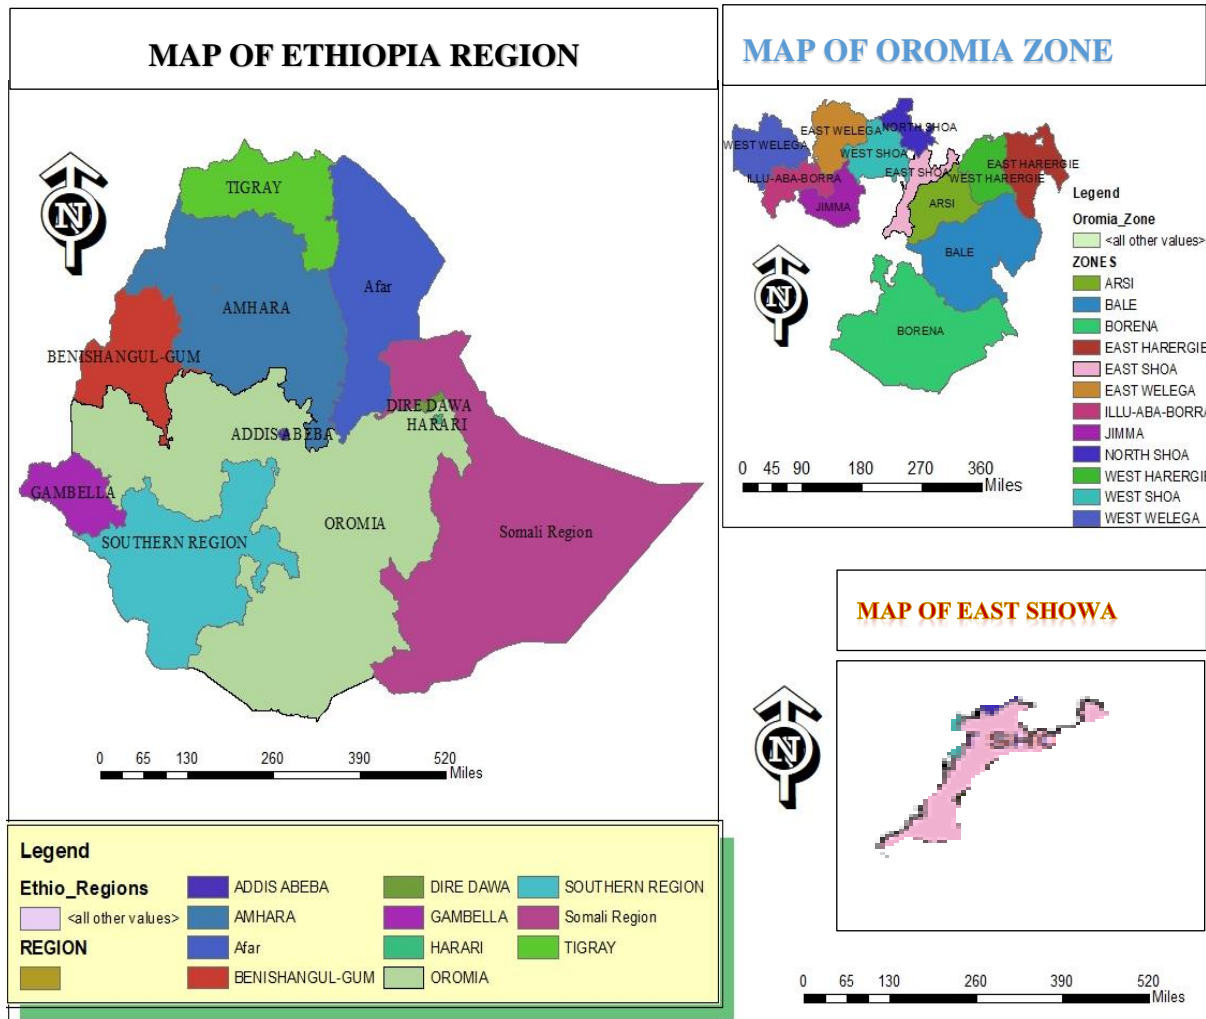 MAP OF ETHIOPIA REGION
N
TIGRAY
Afar
AMHARA
BENISHANGUL-GUM
DIRE DAWA
HARARI
ADDIS ABEBA
GAMBELLA
OROMIA
Somali Region
SOUTHERN REGION
0 65 130 260 390 520
Miles
Legend
Ethio_Regions
<all other values>
REGION
ADDIS ABEBA
AMHARA
Afar
BENISHANGUL-GUM
DIRE DAWA
GAMBELLA
HARARI
OROMIA
SOUTHERN REGION
Somali Region
TIGRAY
MAP OF OROMIA ZONE
NORTH SHOA
EAST WELEGA
WEST WELEGA
WEST SHOA
EAST HARERGIE
EAST SHOA
WEST HARERGIE
ILLU-ABA-BORRA
JIMMA
ARSI
BALE
N
BORENA
0 45 90 180 270 360
Miles
Legend
Oromia_Zone
<all other values>
ZONES
ARSI
BALE
BORENA
EAST HARERGIE
EAST SHOA
EAST WELEGA
ILLU-ABA-BORRA
JIMMA
NORTH SHOA
WEST HARERGIE
WEST SHOA
WEST WELEGA
MAP OF EAST SHOWA
N
T SHO
0 65 130 260 390 520
Miles